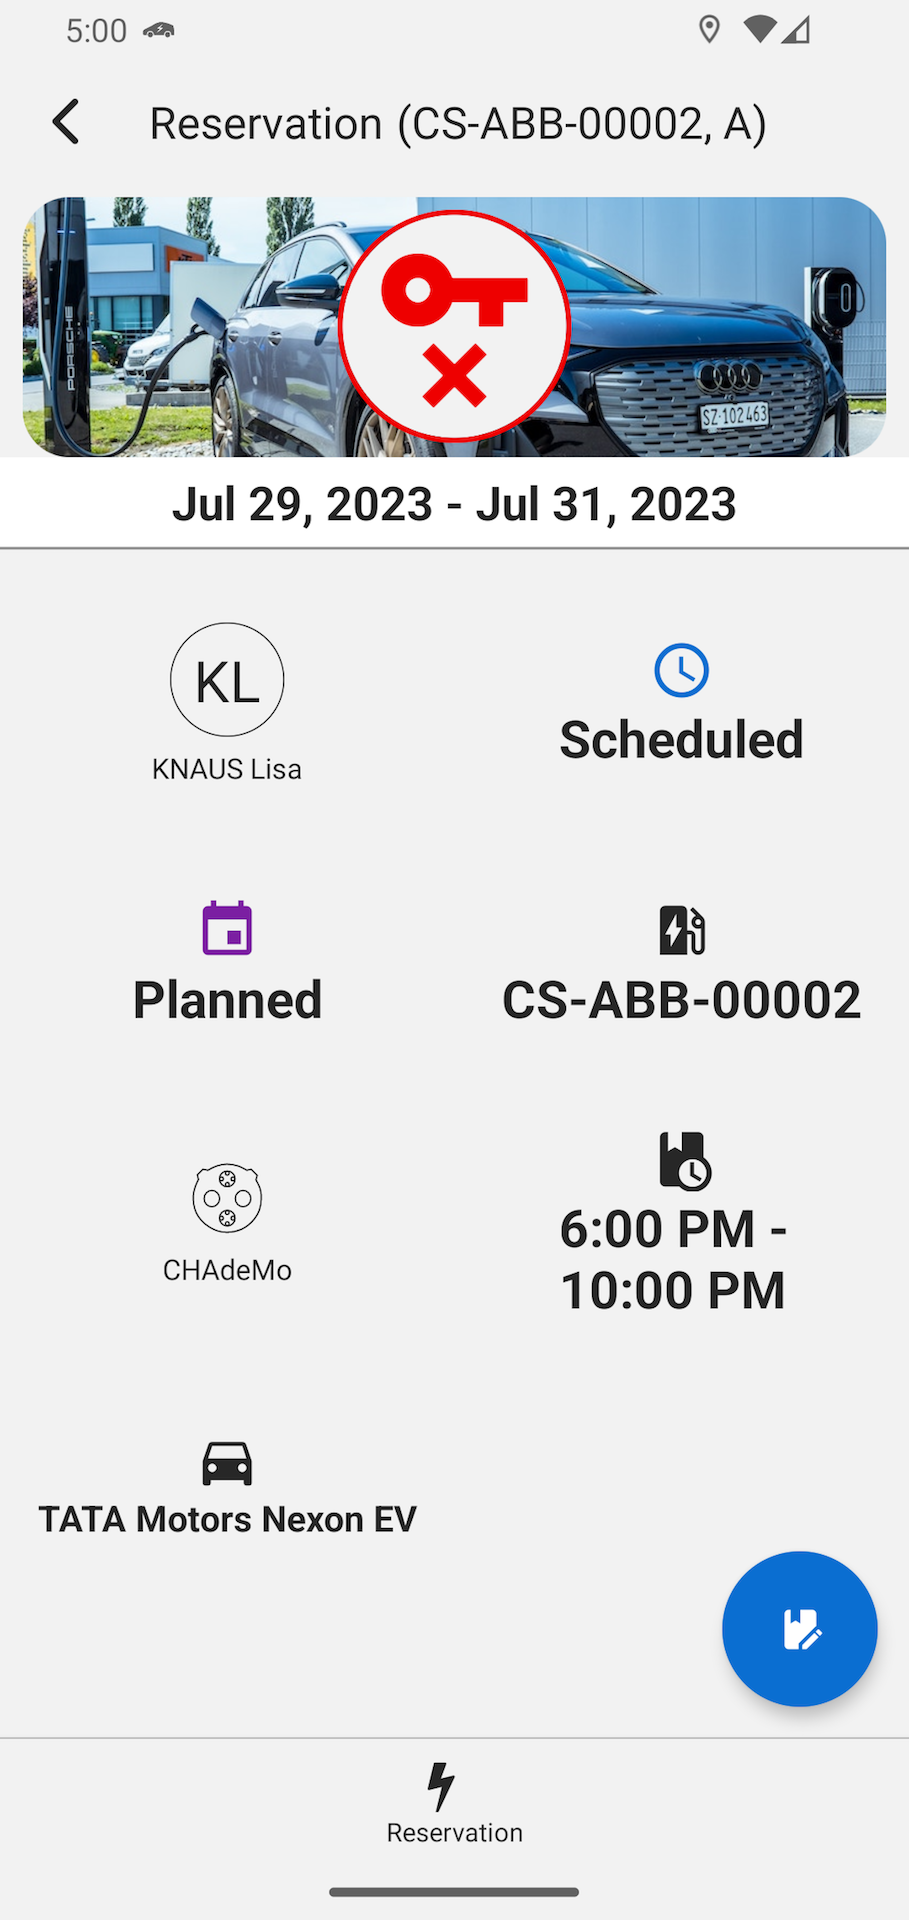 5:00
Reservation (CS-ABB-00002, A)
PORSCHE
SZ·102463
Jul 29, 2023 - Jul 31, 2023
KL
KNAUS Lisa
Scheduled
Planned
CS-ABB-00002
CHAdeMo
6:00 PM -
10:00 PM
TATA Motors Nexon EV
Reservation